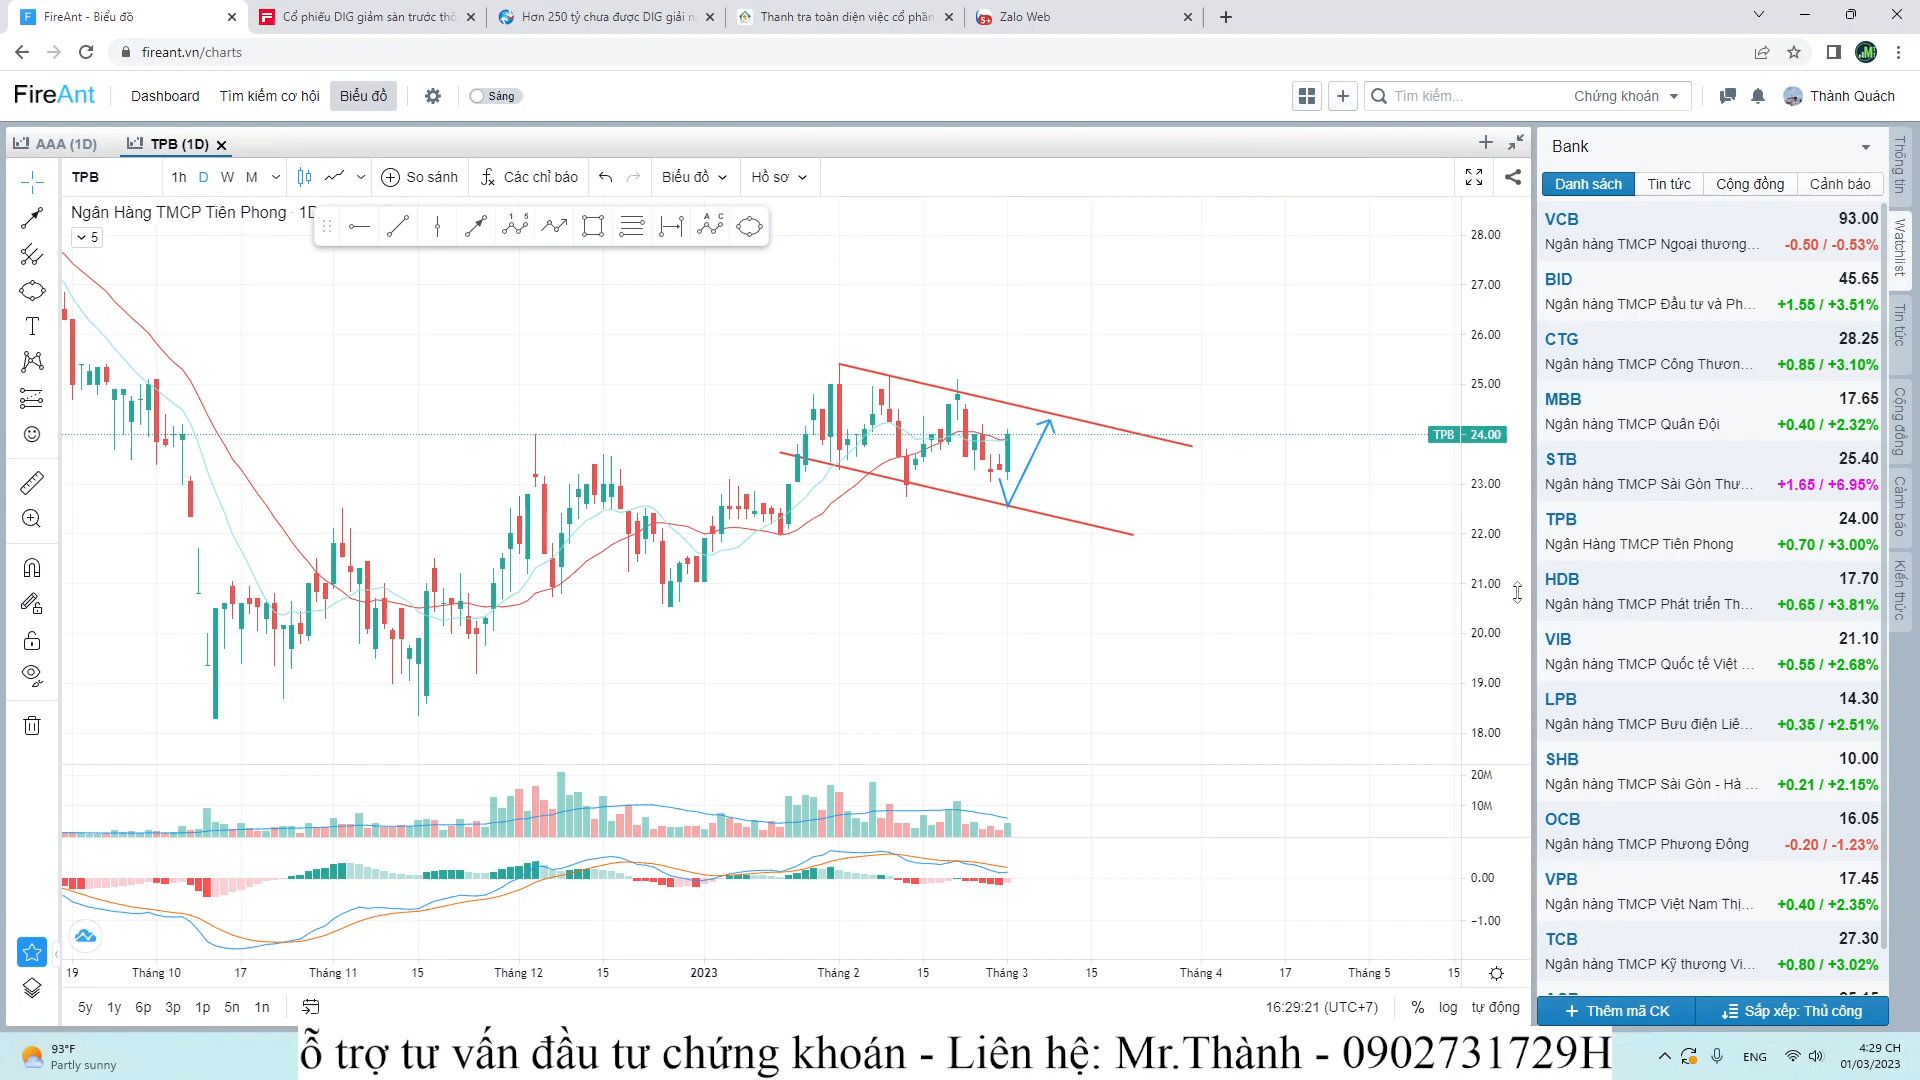 FireAnt - Biểu đồ
Cổ phiếu DIG giảm sàn trước thô
Hơn 250 tỷ chưa được DIG giải n
Thanh tra toàn diện việc cổ phần
Zalo Web
fireant.vn/charts
FireAnt
Dashboard
Tìm kiếm cơ hội
Biểu đồ
Sáng
Tìm kiếm...
Chứng khoán
Thành Quách
AAA (1D)
TPB (1D)
TPB
1h D W M
So sánh
Các chỉ báo
Biểu đồ
Hồ sơ
Ngân Hàng TMCP Tiên Phong · 1D
5
28.00
27.00
26.00
25.00
TPB 24.00
23.00
22.00
21.00
20.00
19.00
18.00
20M
10M
0.00
−1.00
19 Tháng 10 17 Tháng 11 15 Tháng 12 15 2023 Tháng 2 15 Tháng 3 15 Tháng 4 17 Tháng 5 15
5y 1y 6p 3p 1p 5n 1n
16:29:21 (UTC+7)
% log tự động
Bank
Danh sách Tin tức Cộng đồng Cảnh báo
VCB 93.00
Ngân hàng TMCP Ngoại thương... -0.50 / -0.53%
BID 45.65
Ngân hàng TMCP Đầu tư và Ph... +1.55 / +3.51%
CTG 28.25
Ngân hàng TMCP Công Thươn... +0.85 / +3.10%
MBB 17.65
Ngân hàng TMCP Quân Đội +0.40 / +2.32%
STB 25.40
Ngân hàng TMCP Sài Gòn Thư... +1.65 / +6.95%
TPB 24.00
Ngân Hàng TMCP Tiên Phong +0.70 / +3.00%
HDB 17.70
Ngân hàng TMCP Phát triển Th... +0.65 / +3.81%
VIB 21.10
Ngân hàng TMCP Quốc tế Việt ... +0.55 / +2.68%
LPB 14.30
Ngân hàng TMCP Bưu điện Liê... +0.35 / +2.51%
SHB 10.00
Ngân hàng TMCP Sài Gòn - Hà ... +0.21 / +2.15%
OCB 16.05
Ngân hàng TMCP Phương Đông -0.20 / -1.23%
VPB 17.45
Ngân hàng TMCP Việt Nam Thị... +0.40 / +2.35%
TCB 27.30
Ngân hàng TMCP Kỹ thương Vi... +0.80 / +3.02%
Thêm mã CK
Sắp xếp: Thủ công
Thông tin
Watchlist
Tin tức
Cộng đồng
Cảnh báo
Kiến thức
ỗ trợ tư vấn đầu tư chứng khoán - Liên hệ: Mr.Thành - 0902731729H
93°F
Partly sunny
ENG
4:29 CH
01/03/2023